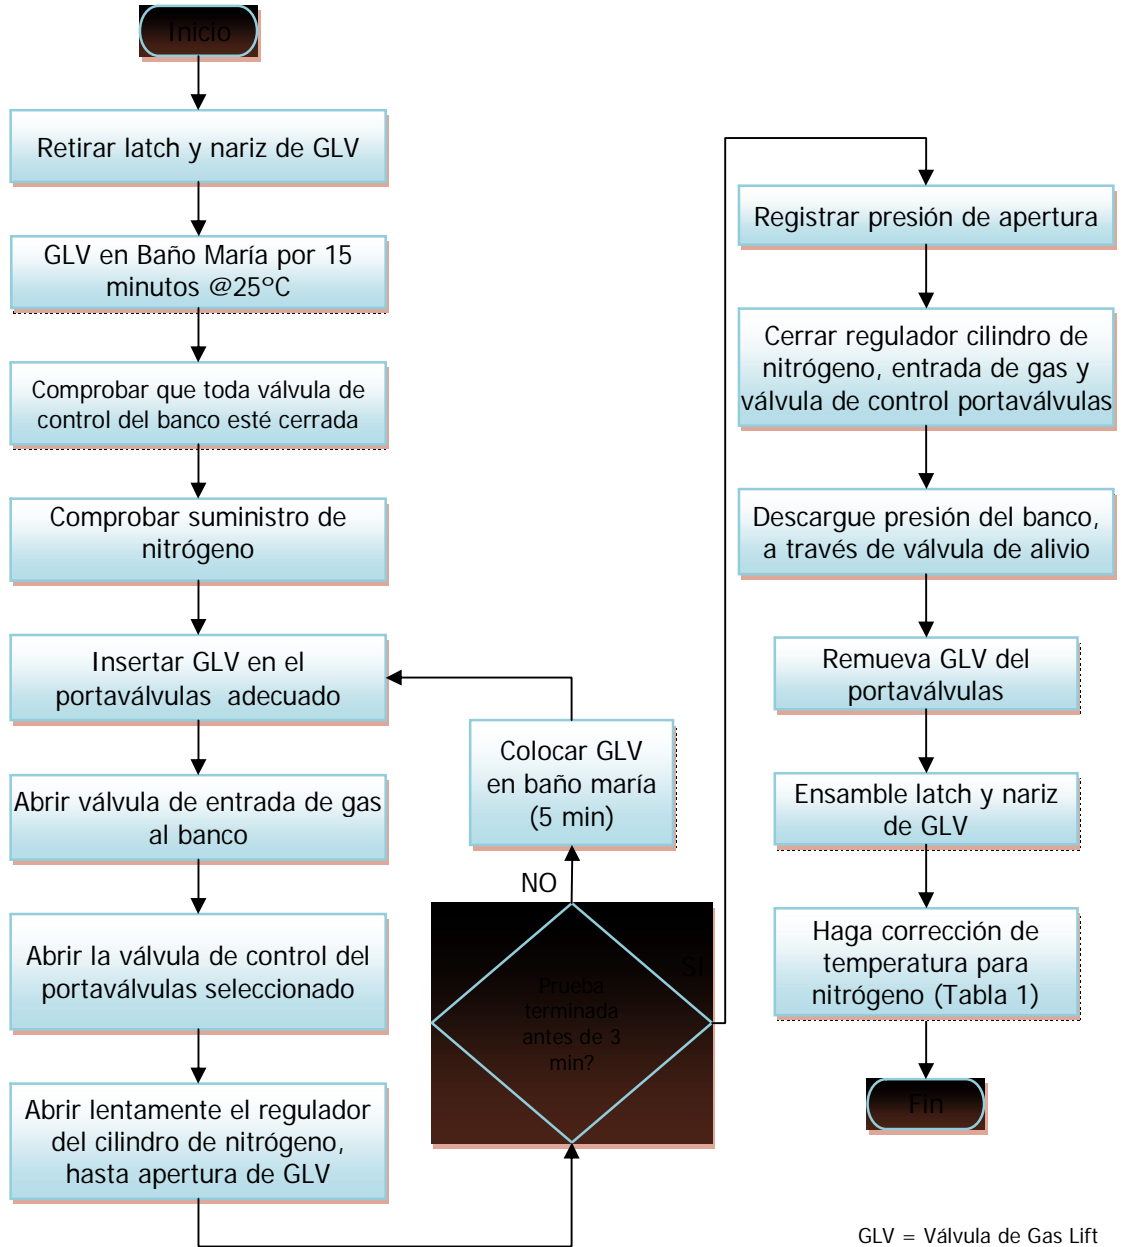 Inicio
Retirar latch y nariz de GLV
GLV en Baño María por 15
minutos @25ºC
Comprobar que toda válvula de
control del banco esté cerrada
Comprobar suministro de
nitrógeno
Insertar GLV en el
portaválvulas adecuado
Abrir válvula de entrada de gas
al banco
Abrir la válvula de control del
portaválvulas seleccionado
Abrir lentamente el regulador
del cilindro de nitrógeno,
hasta apertura de GLV
Colocar GLV
en baño maría
(5 min)
NO
SI
Prueba
terminada
antes de 3
min?
Registrar presión de apertura
Cerrar regulador cilindro de
nitrógeno, entrada de gas y
válvula de control portaválvulas
Descargue presión del banco,
a través de válvula de alivio
Remueva GLV del
portaválvulas
Ensamble latch y nariz
de GLV
Haga corrección de
temperatura para
nitrógeno (Tabla 1)
Fin
GLV = Válvula de Gas Lift